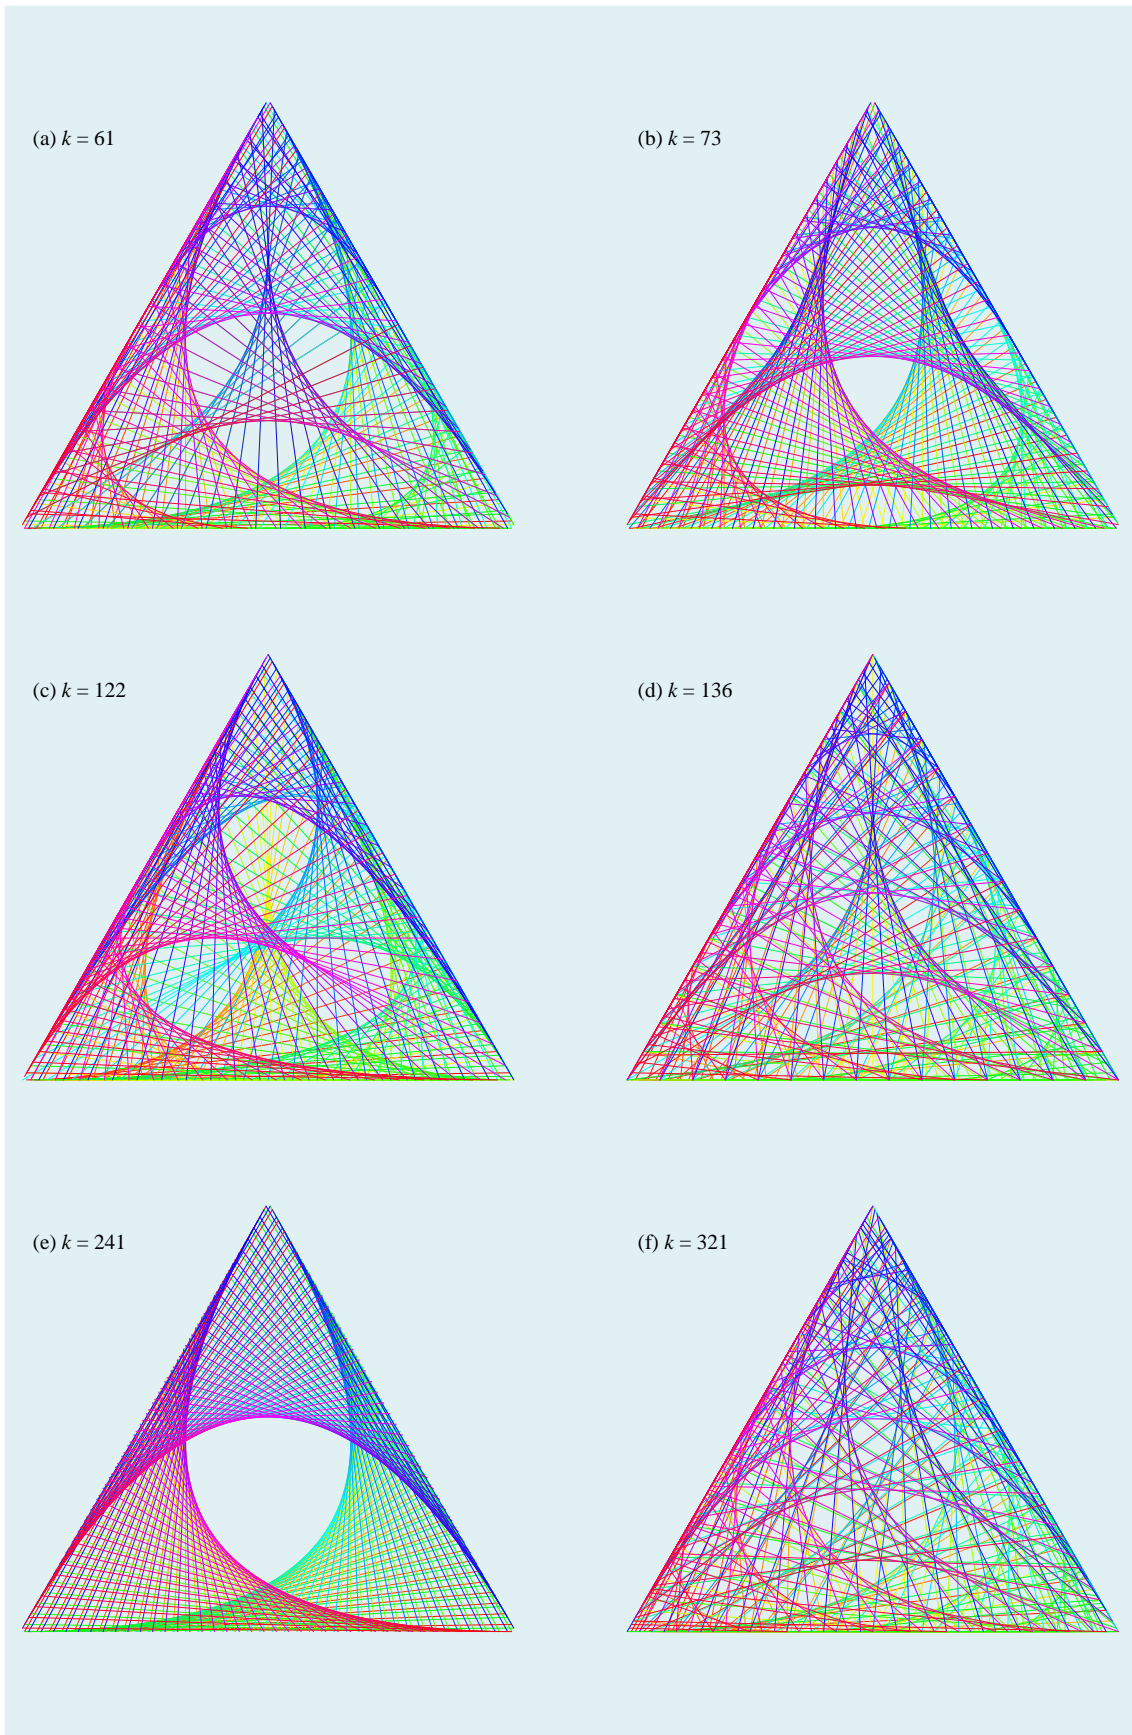 (a) k = 61
(b) k = 73
(c) k = 122
(d) k = 136
(e) k = 241
(f) k = 321